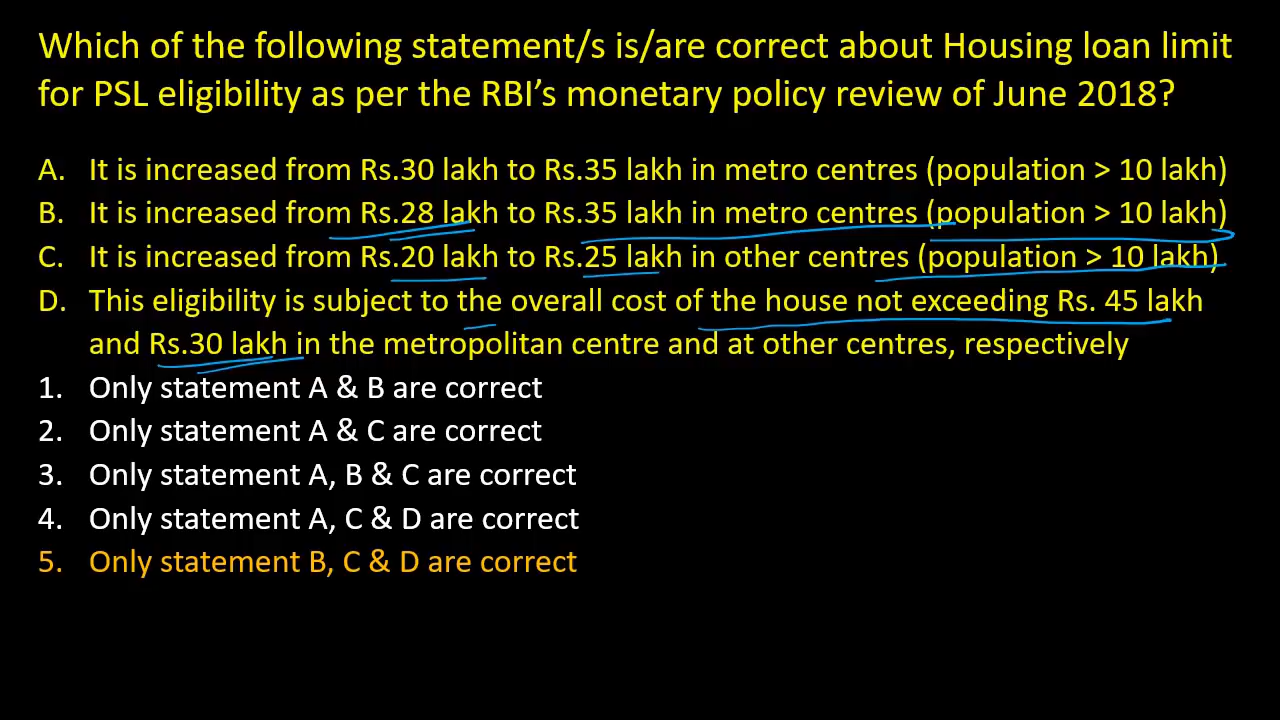 Which of the following statement/s is/are correct about Housing loan limit
for PSL eligibility as per the RBI’s monetary policy review of June 2018?
A. It is increased from Rs.30 lakh to Rs.35 lakh in metro centres (population > 10 lakh)
B. It is increased from Rs.28 lakh to Rs.35 lakh in metro centres (population > 10 lakh)
C. It is increased from Rs.20 lakh to Rs.25 lakh in other centres (population > 10 lakh)
D. This eligibility is subject to the overall cost of the house not exceeding Rs. 45 lakh
and Rs.30 lakh in the metropolitan centre and at other centres, respectively
1. Only statement A & B are correct
2. Only statement A & C are correct
3. Only statement A, B & C are correct
4. Only statement A, C & D are correct
5. Only statement B, C & D are correct